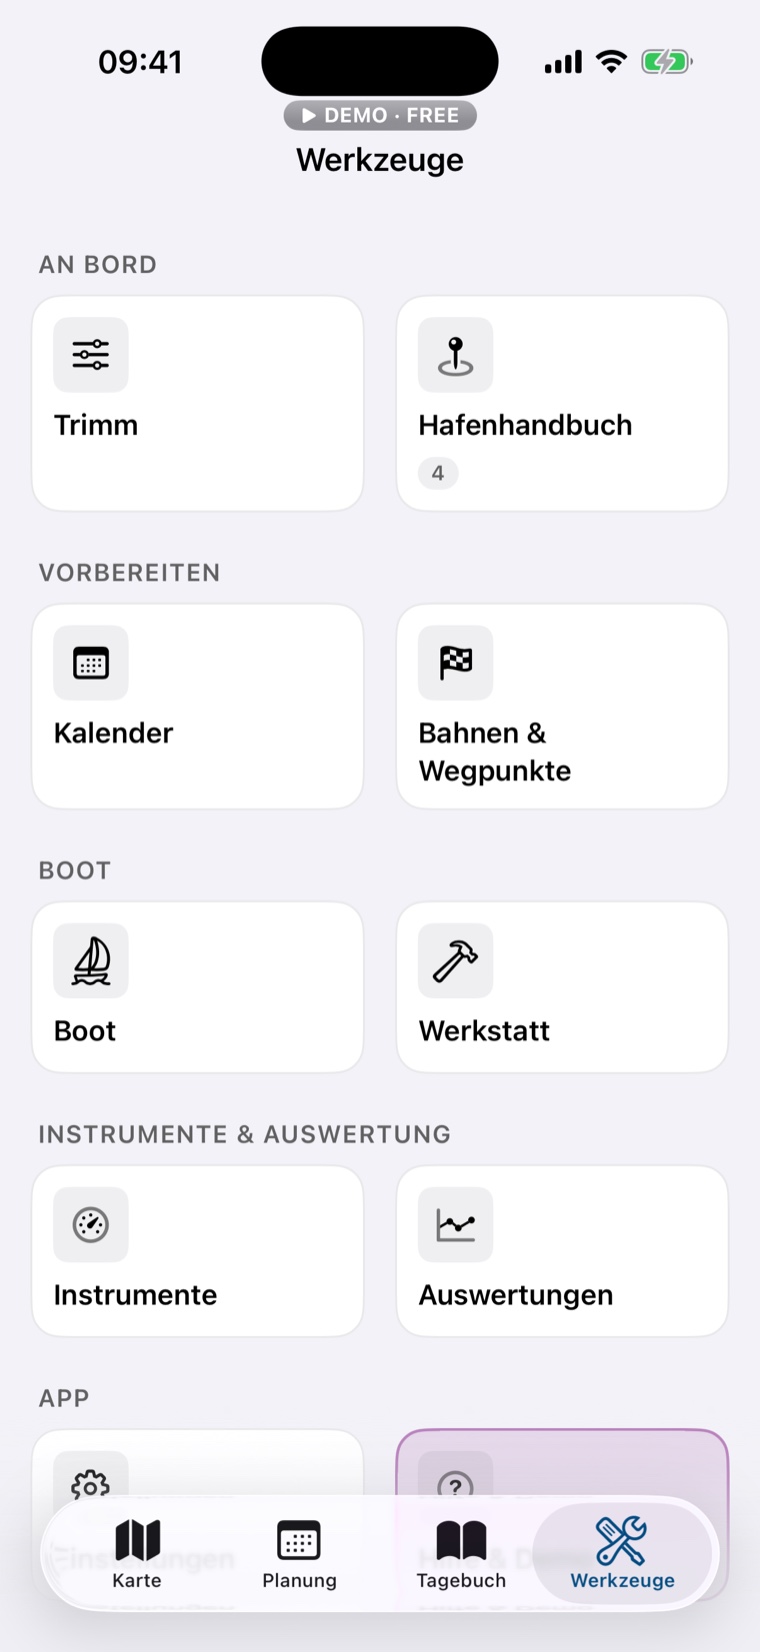 09:41
DEMO · FREE
Werkzeuge
AN BORD
Trimm
Hafenhandbuch
4
VORBEREITEN
Kalender
Bahnen &
Wegpunkte
BOOT
Boot
Werkstatt
INSTRUMENTE & AUSWERTUNG
Instrumente
Auswertungen
APP
?
Einstellungen
Karte
Planung
Tagebuch
Werkzeuge